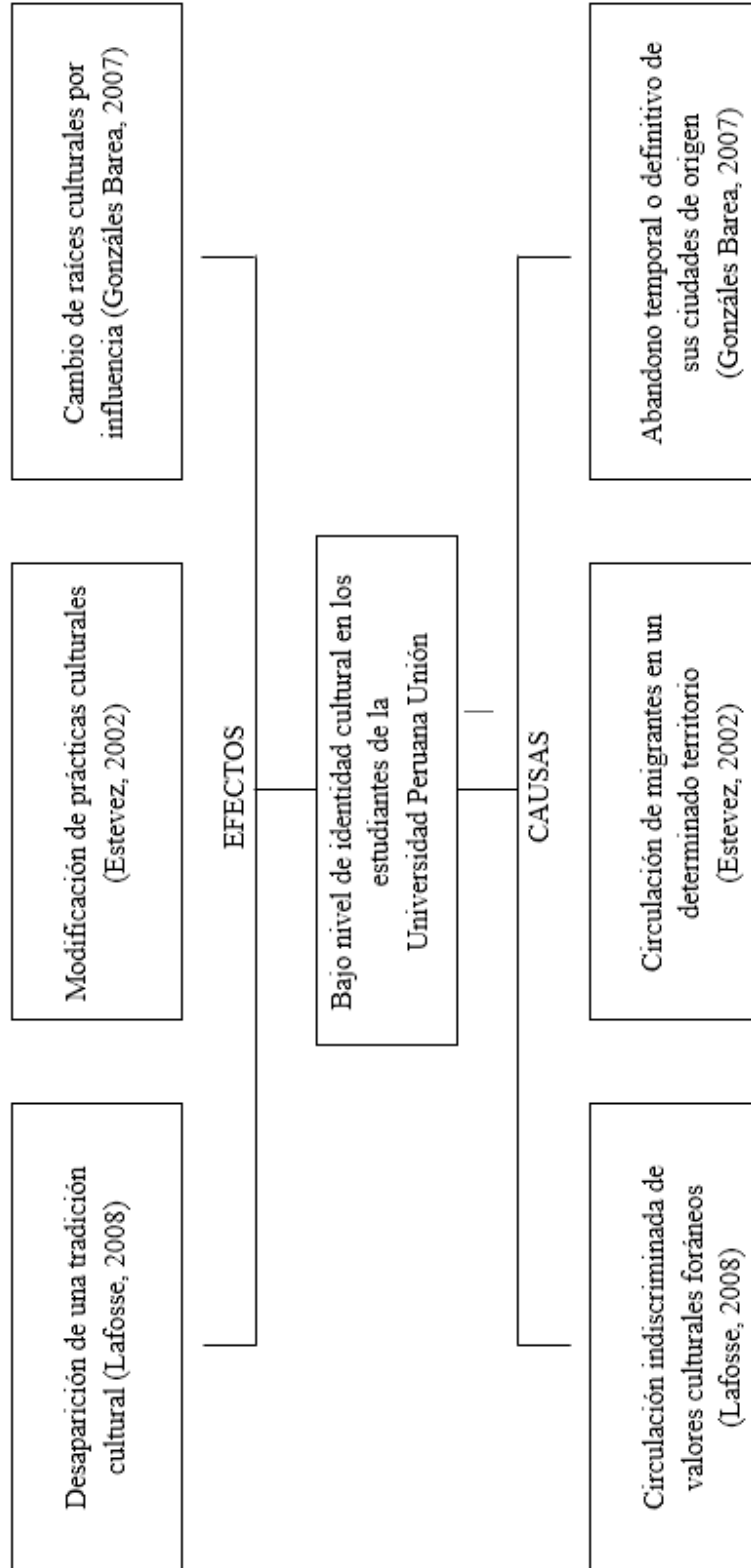 Desaparición de una tradición
cultural (Lafosse, 2008)
Modificación de prácticas culturales
(Estevez, 2002)
Cambio de raíces culturales por
influencia (Gonzáles Barea, 2007)
EFECTOS
Bajo nivel de identidad cultural en los
estudiantes de la
Universidad Peruana Unión
CAUSAS
Circulación indiscriminada de
valores culturales foráneos
(Lafosse, 2008)
Circulación de migrantes en un
determinado territorio
(Estevez, 2002)
Abandono temporal o definitivo de
sus ciudades de origen
(Gonzáles Barea, 2007)